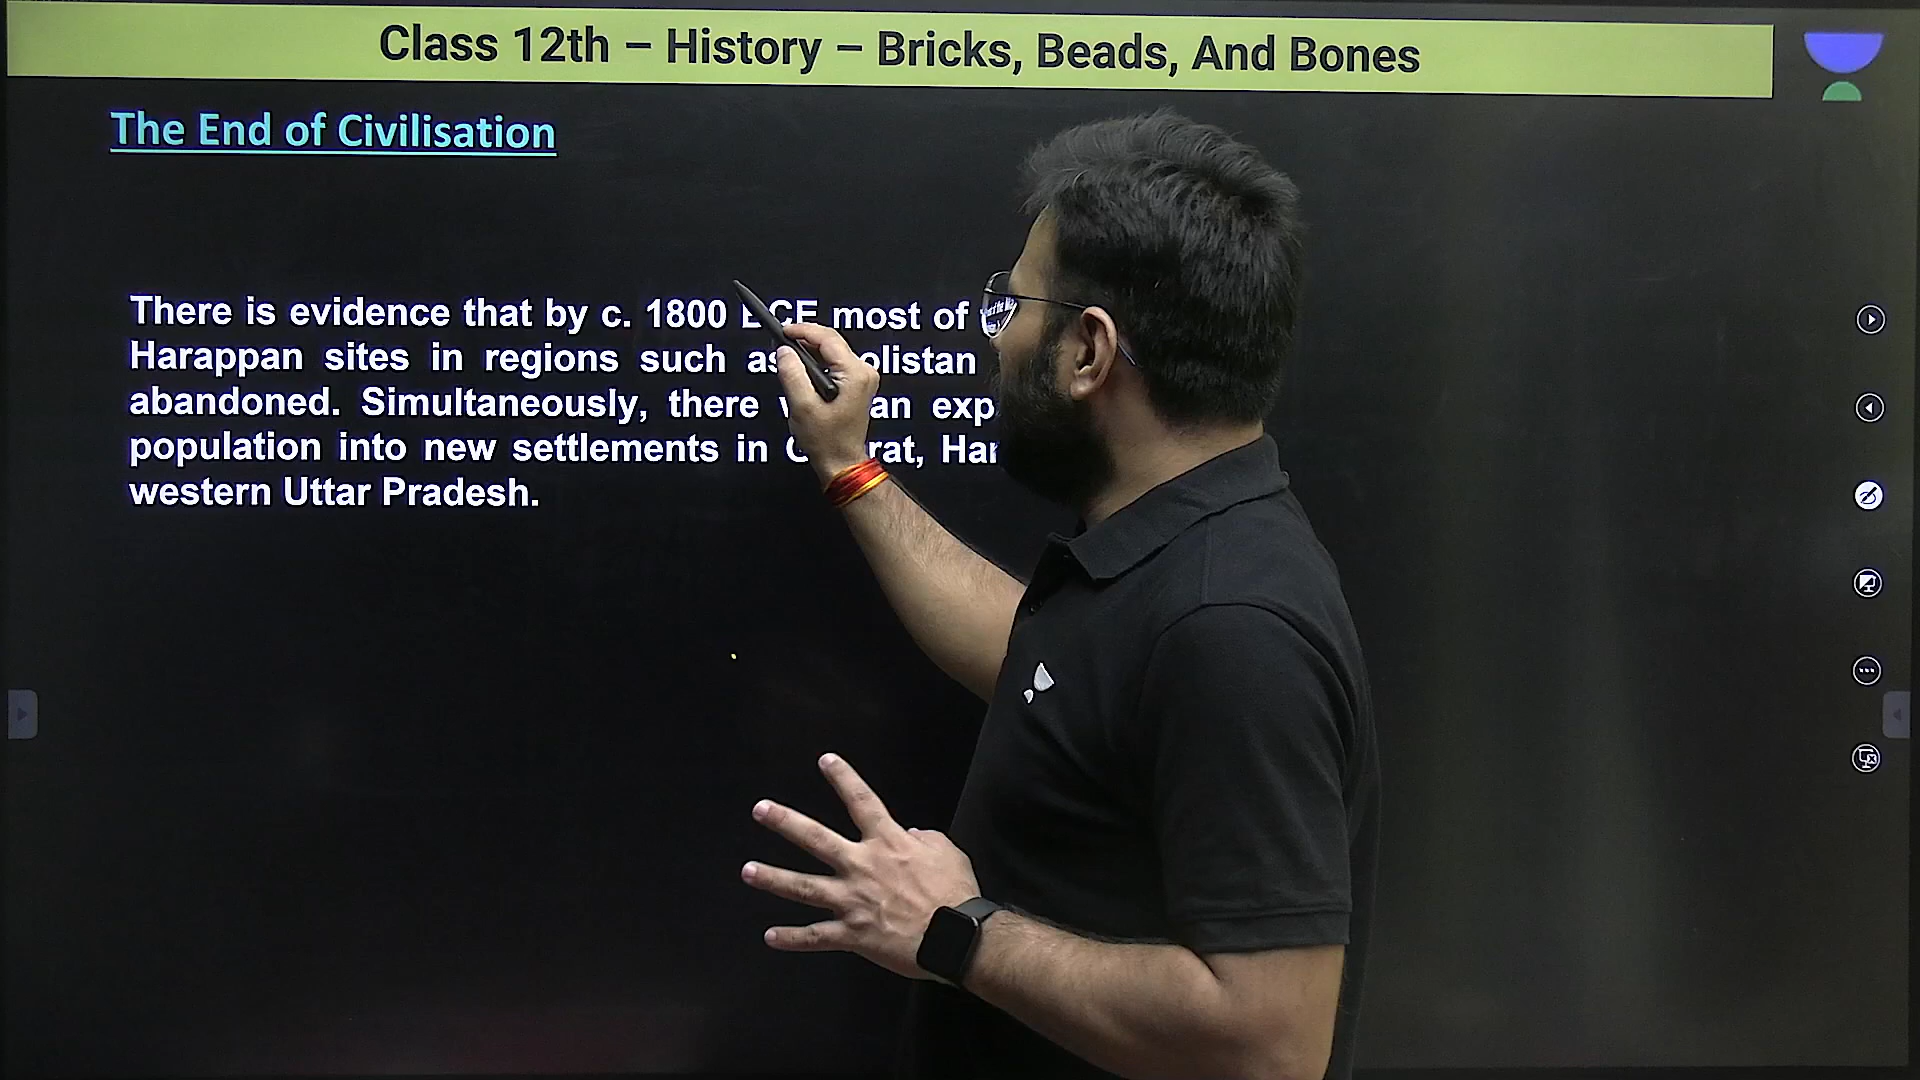 Class 12th – History – Bricks, Beads, And Bones
The End of Civilisation
There is evidence that by c. 1800 BCE most of
Harappan sites in regions such as
abandoned. Simultaneously, there an
population into new settlements in
western Uttar Pradesh.